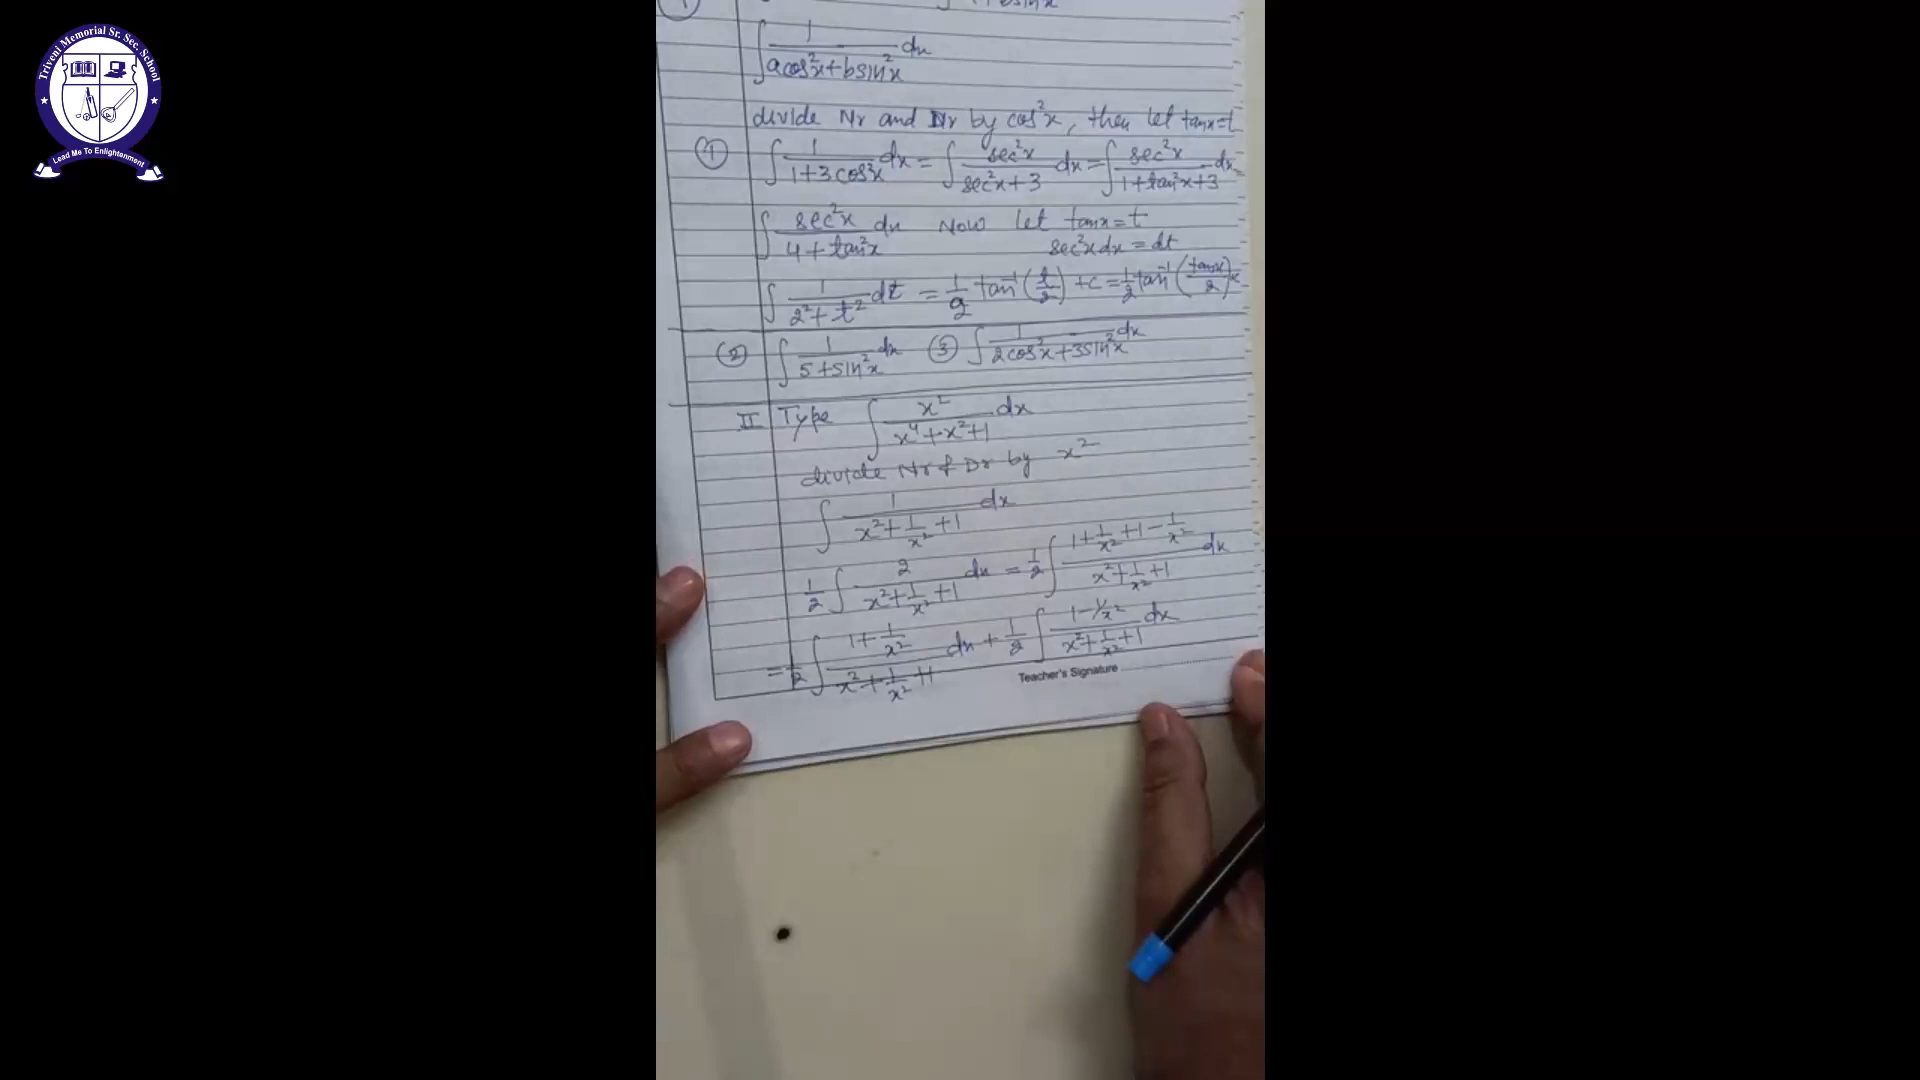 Triveni Memorial Sr. Sec. School
Lead Me To Enlightenment
∫ 1/(acos²x+bsin²x) dx
divide Nr and Dr by cos²x, then let tanx=t
① ∫ 1/(1+3cos²x) dx = ∫ sec²x/(sec²x+3) dx = ∫ sec²x/(1+tan²x+3) dx=
∫ sec²x/(4+tan²x) dx Now let tanx=t
sec²x dx = dt
∫ 1/(2²+t²) dt = 1/2 tan⁻¹(t/2) +c = 1/2 tan⁻¹(tanx/2)
② ∫ 1/(5+sin²x) dx ③ ∫ 1/(2cos²x+3sin²x) dx
II Type ∫ x²/(x⁴+x²+1) dx
divide Nr & Dr by x²
∫ 1/(x²+1/x²+1) dx
1/2 ∫ 2/(x²+1/x²+1) dx = 1/2 ∫ (1+1/x²+1-1/x²)/(x²+1/x²+1) dx
= 1/2 ∫ (1+1/x²)/(x²+1/x²+1) dx + 1/2 ∫ (1-1/x²)/(x²+1/x²+1) dx
Teacher's Signature